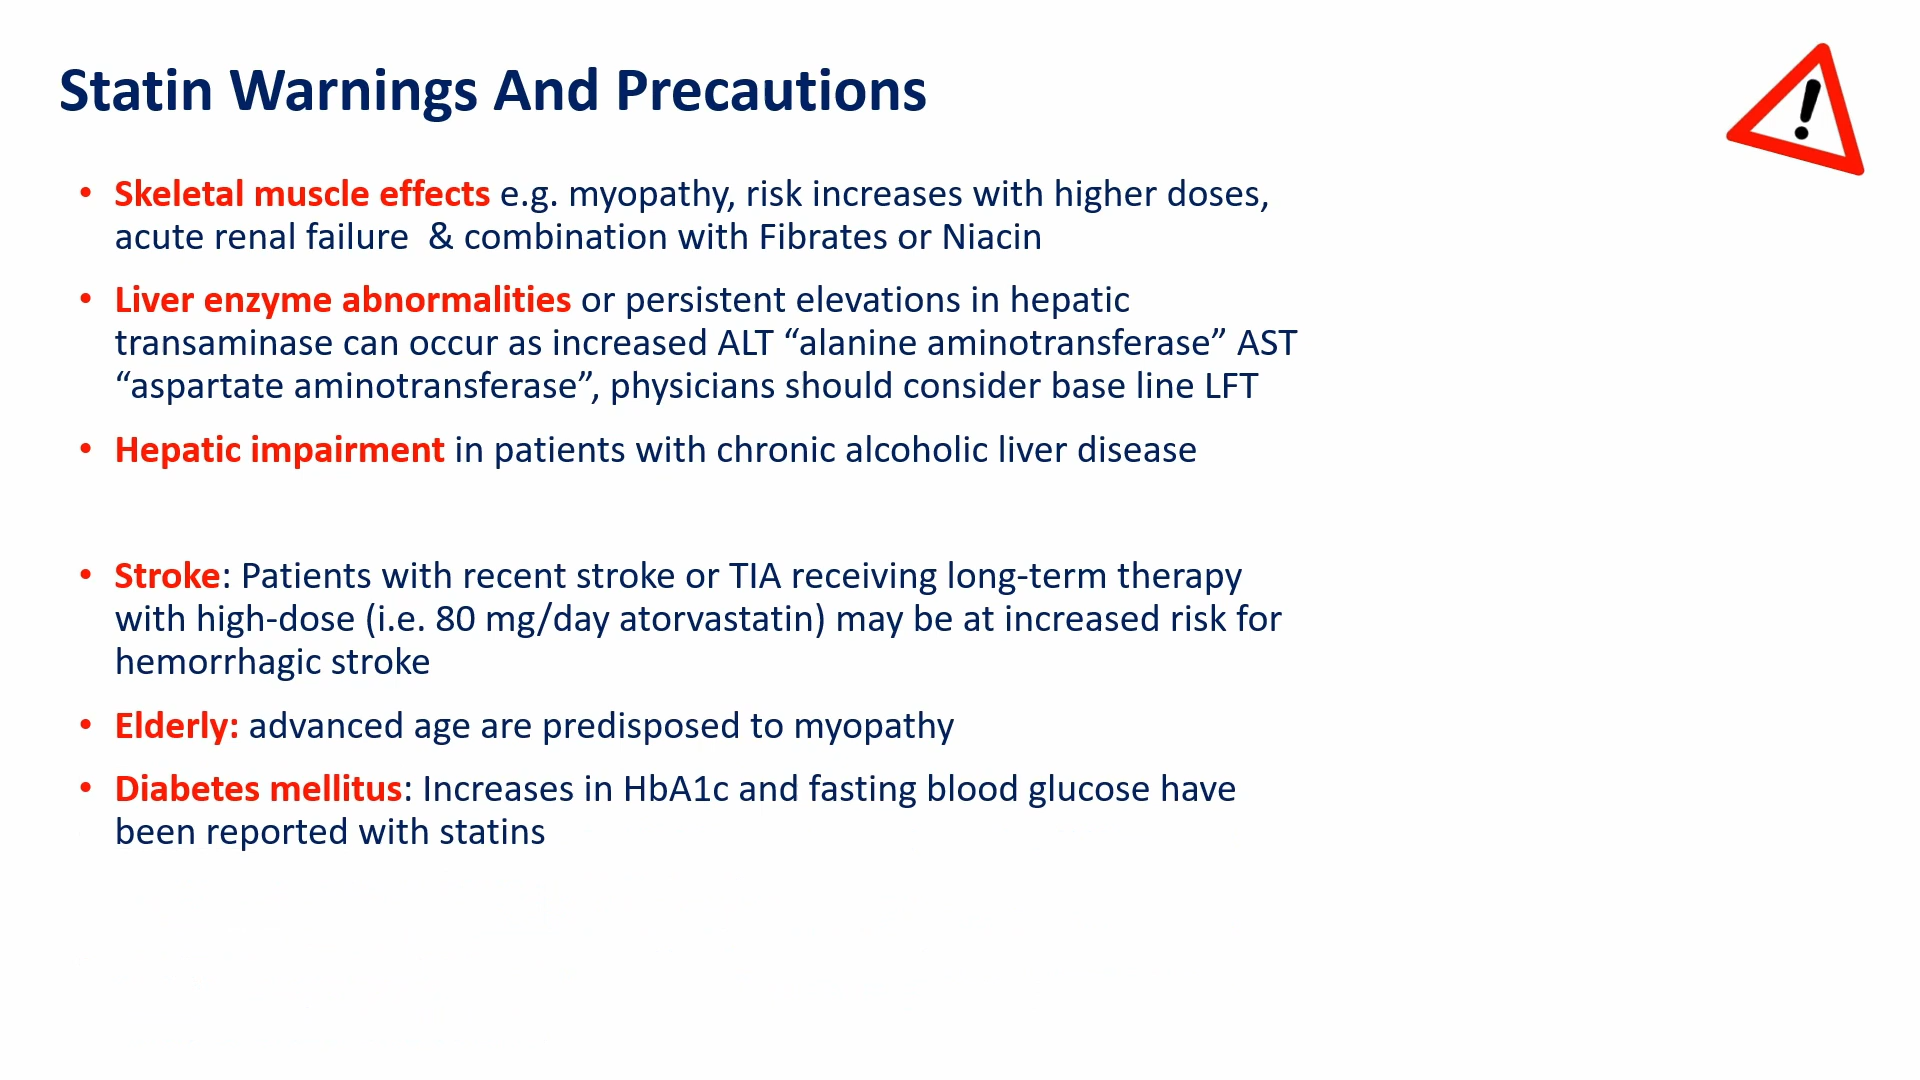 Statin Warnings And Precautions
• Skeletal muscle effects e.g. myopathy, risk increases with higher doses,
acute renal failure  & combination with Fibrates or Niacin
• Liver enzyme abnormalities or persistent elevations in hepatic
transaminase can occur as increased ALT “alanine aminotransferase” AST
“aspartate aminotransferase”, physicians should consider base line LFT
• Hepatic impairment in patients with chronic alcoholic liver disease
• Stroke: Patients with recent stroke or TIA receiving long-term therapy
with high-dose (i.e. 80 mg/day atorvastatin) may be at increased risk for
hemorrhagic stroke
• Elderly: advanced age are predisposed to myopathy
• Diabetes mellitus: Increases in HbA1c and fasting blood glucose have
been reported with statins